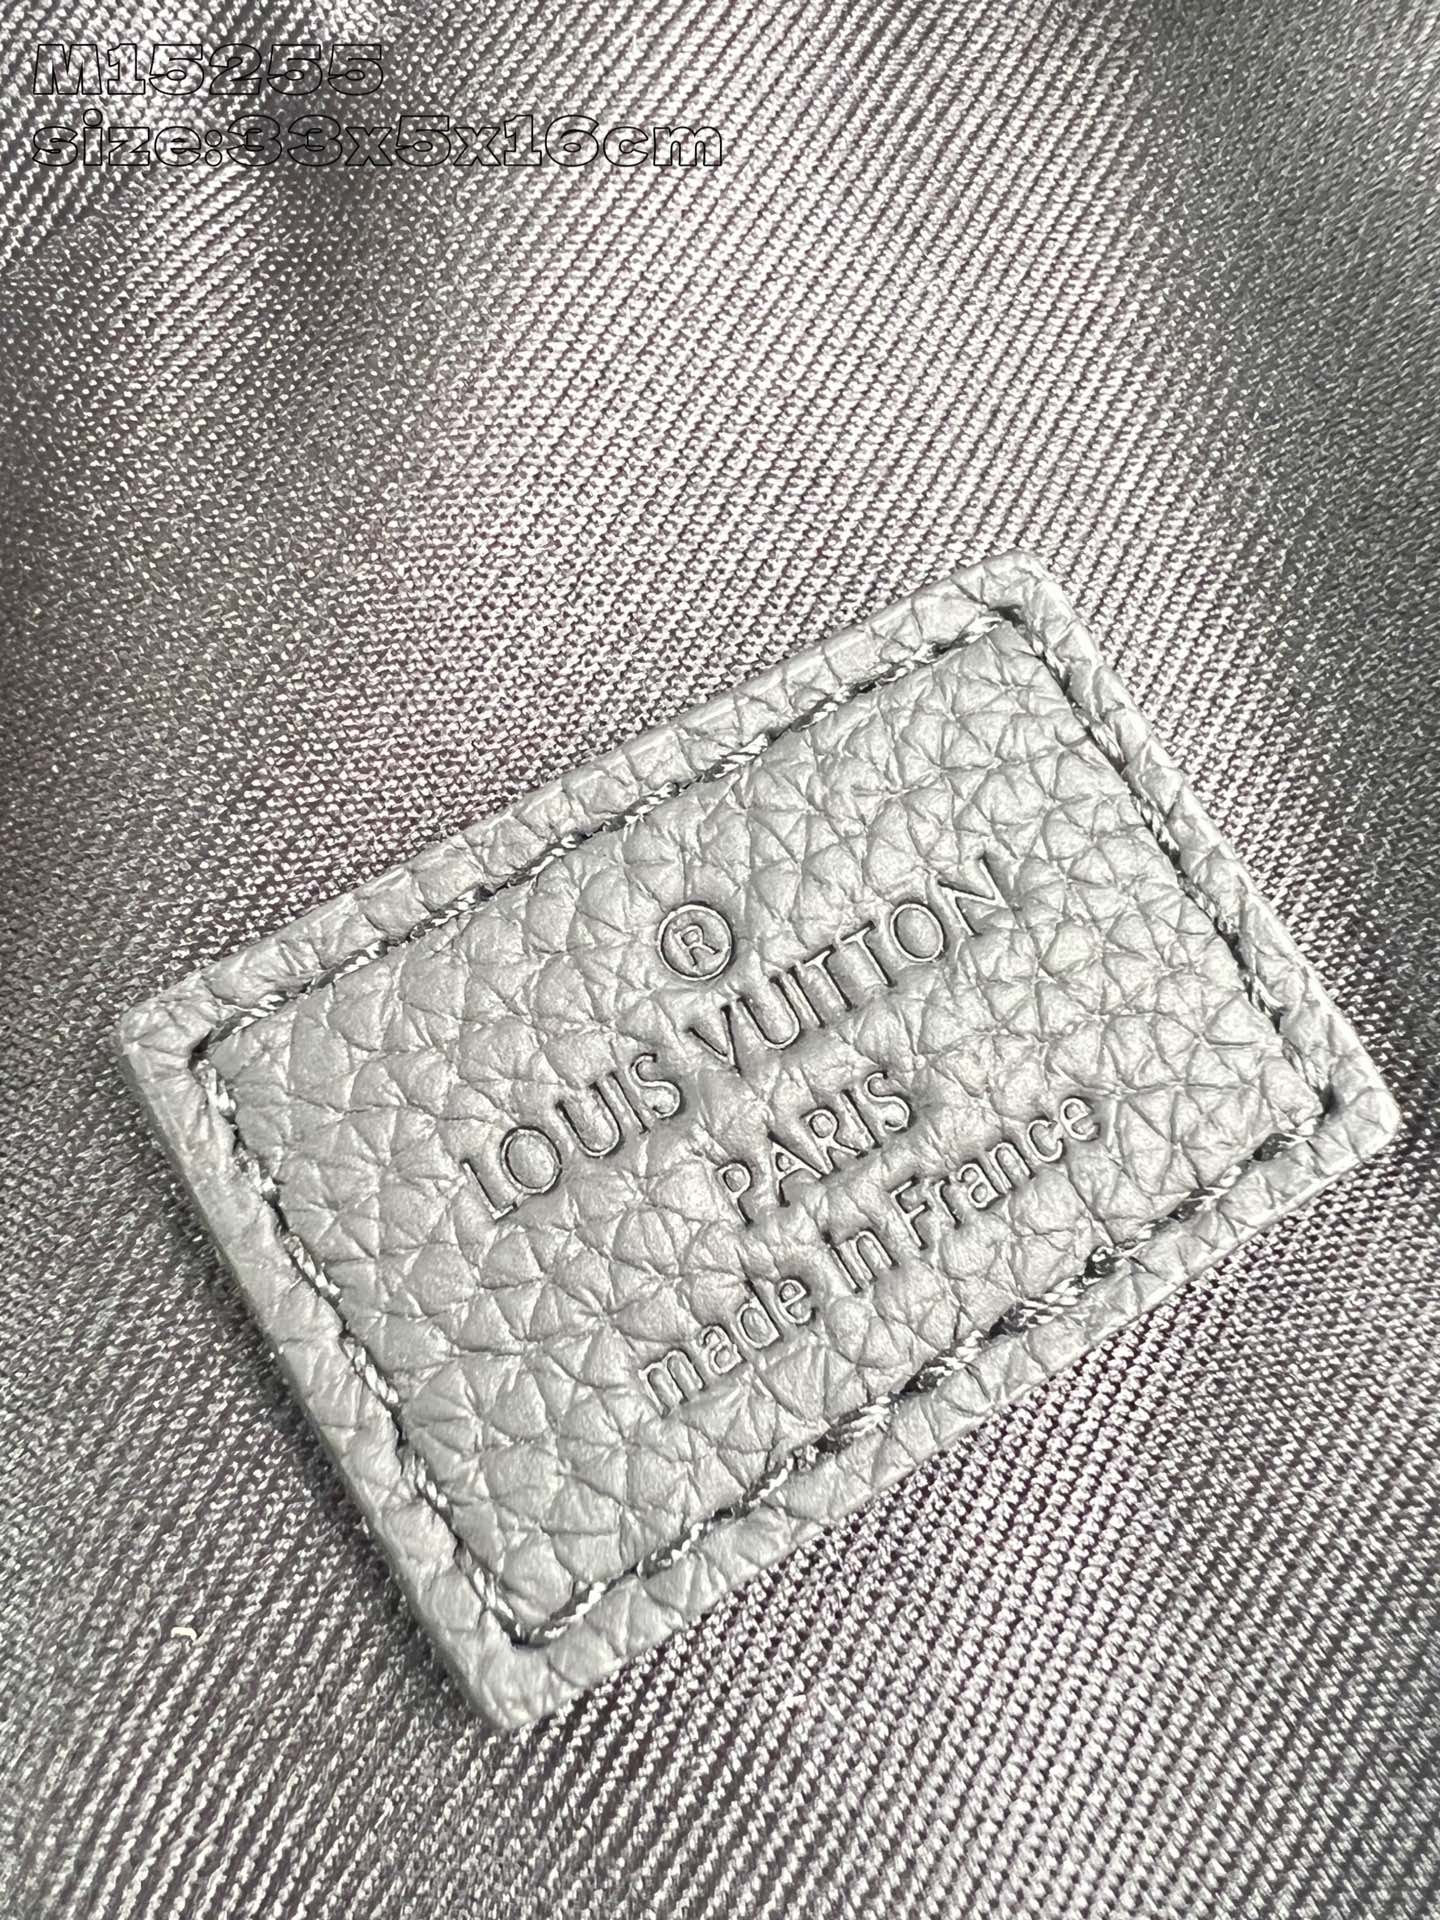 M15255
size:33x5x16cm
®
LOUIS VUITTON
PARIS
made in France